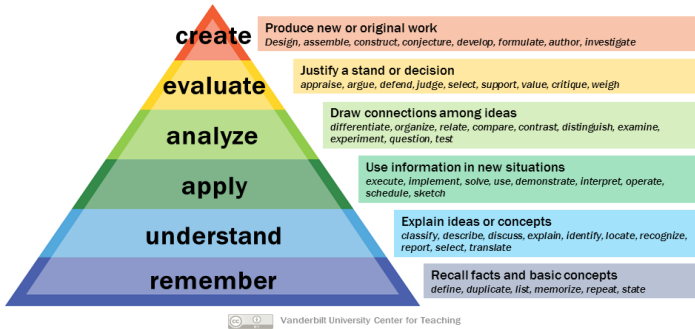 create
Produce new or original work
Design, assemble, construct, conjecture, develop, formulate, author, investigate
evaluate
Justify a stand or decision
appraise, argue, defend, judge, select, support, value, critique, weigh
analyze
Draw connections among ideas
differentiate, organize, relate, compare, contrast, distinguish, examine,
experiment, question, test
apply
Use information in new situations
execute, implement, solve, use, demonstrate, interpret, operate,
schedule, sketch
understand
Explain ideas or concepts
classify, describe, discuss, explain, identify, locate, recognize,
report, select, translate
remember
Recall facts and basic concepts
define, duplicate, list, memorize, repeat, state
cc
Vanderbilt University Center for Teaching